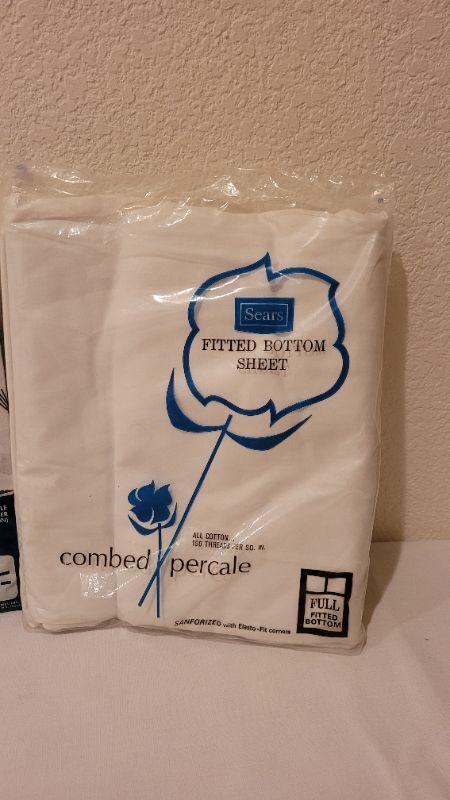 Sears
FITTED BOTTOM
SHEET
ALL COTTON
combed percale
SANFORIZED with Elasto-Fit corners
FULL
FITTED
BOTTOM